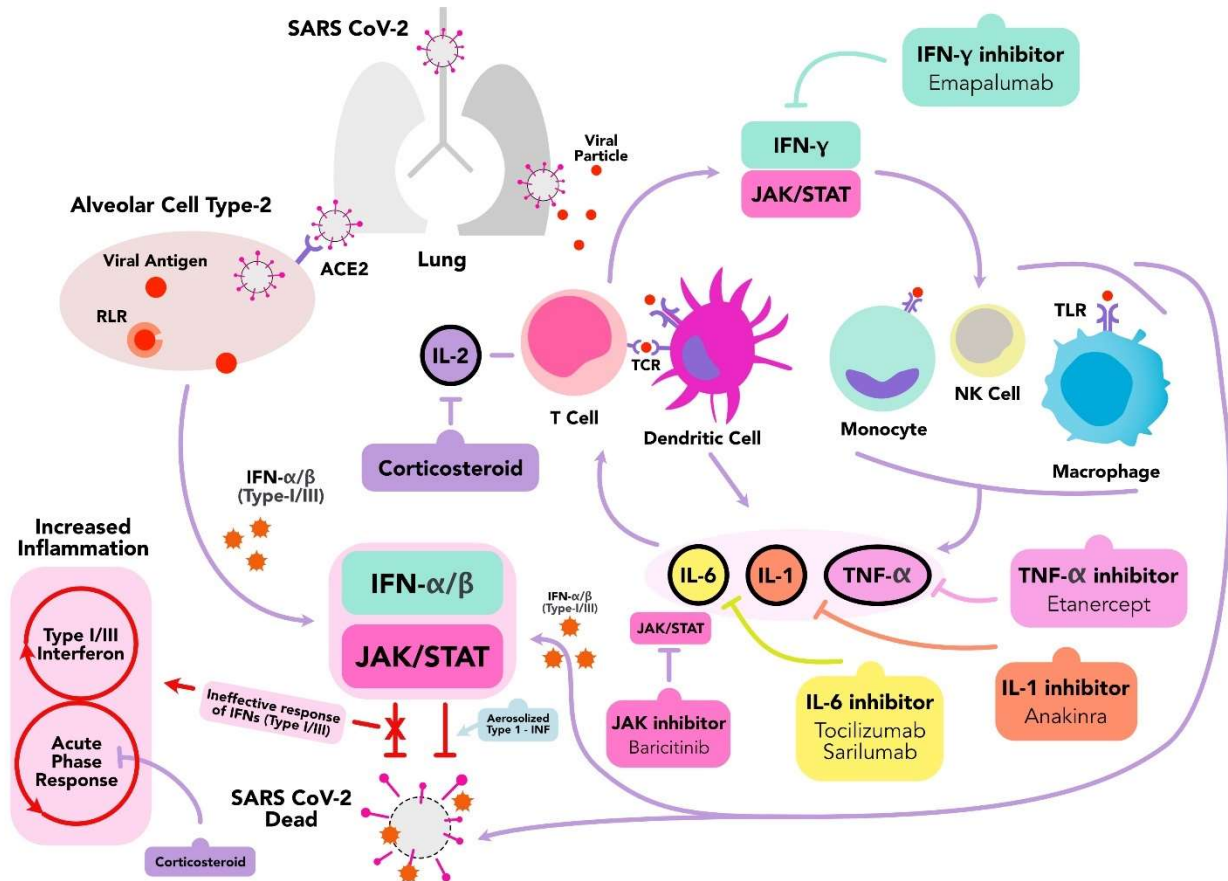 SARS CoV-2
IFN-γ inhibitor
Emapalumab
Viral
Particle
IFN-γ
JAK/STAT
Alveolar Cell Type-2
Viral Antigen
ACE2
Lung
RLR
TLR
IL-2
TCR
T Cell
NK Cell
Dendritic Cell
Monocyte
Macrophage
Corticosteroid
IFN-α/β
(Type-I/III)
Increased
Inflammation
IFN-α/β
JAK/STAT
IFN-α/β
(Type-I/III)
IL-6
IL-1
TNF-α
JAK/STAT
TNF-α inhibitor
Etanercept
Type I/III
Interferon
Ineffective response
of IFNs (Type I/III)
X
Aerosolized
Type 1 - INF
JAK inhibitor
Baricitinib
IL-6 inhibitor
Tocilizumab
Sarilumab
IL-1 inhibitor
Anakinra
Acute
Phase
Response
SARS CoV-2
Dead
Corticosteroid